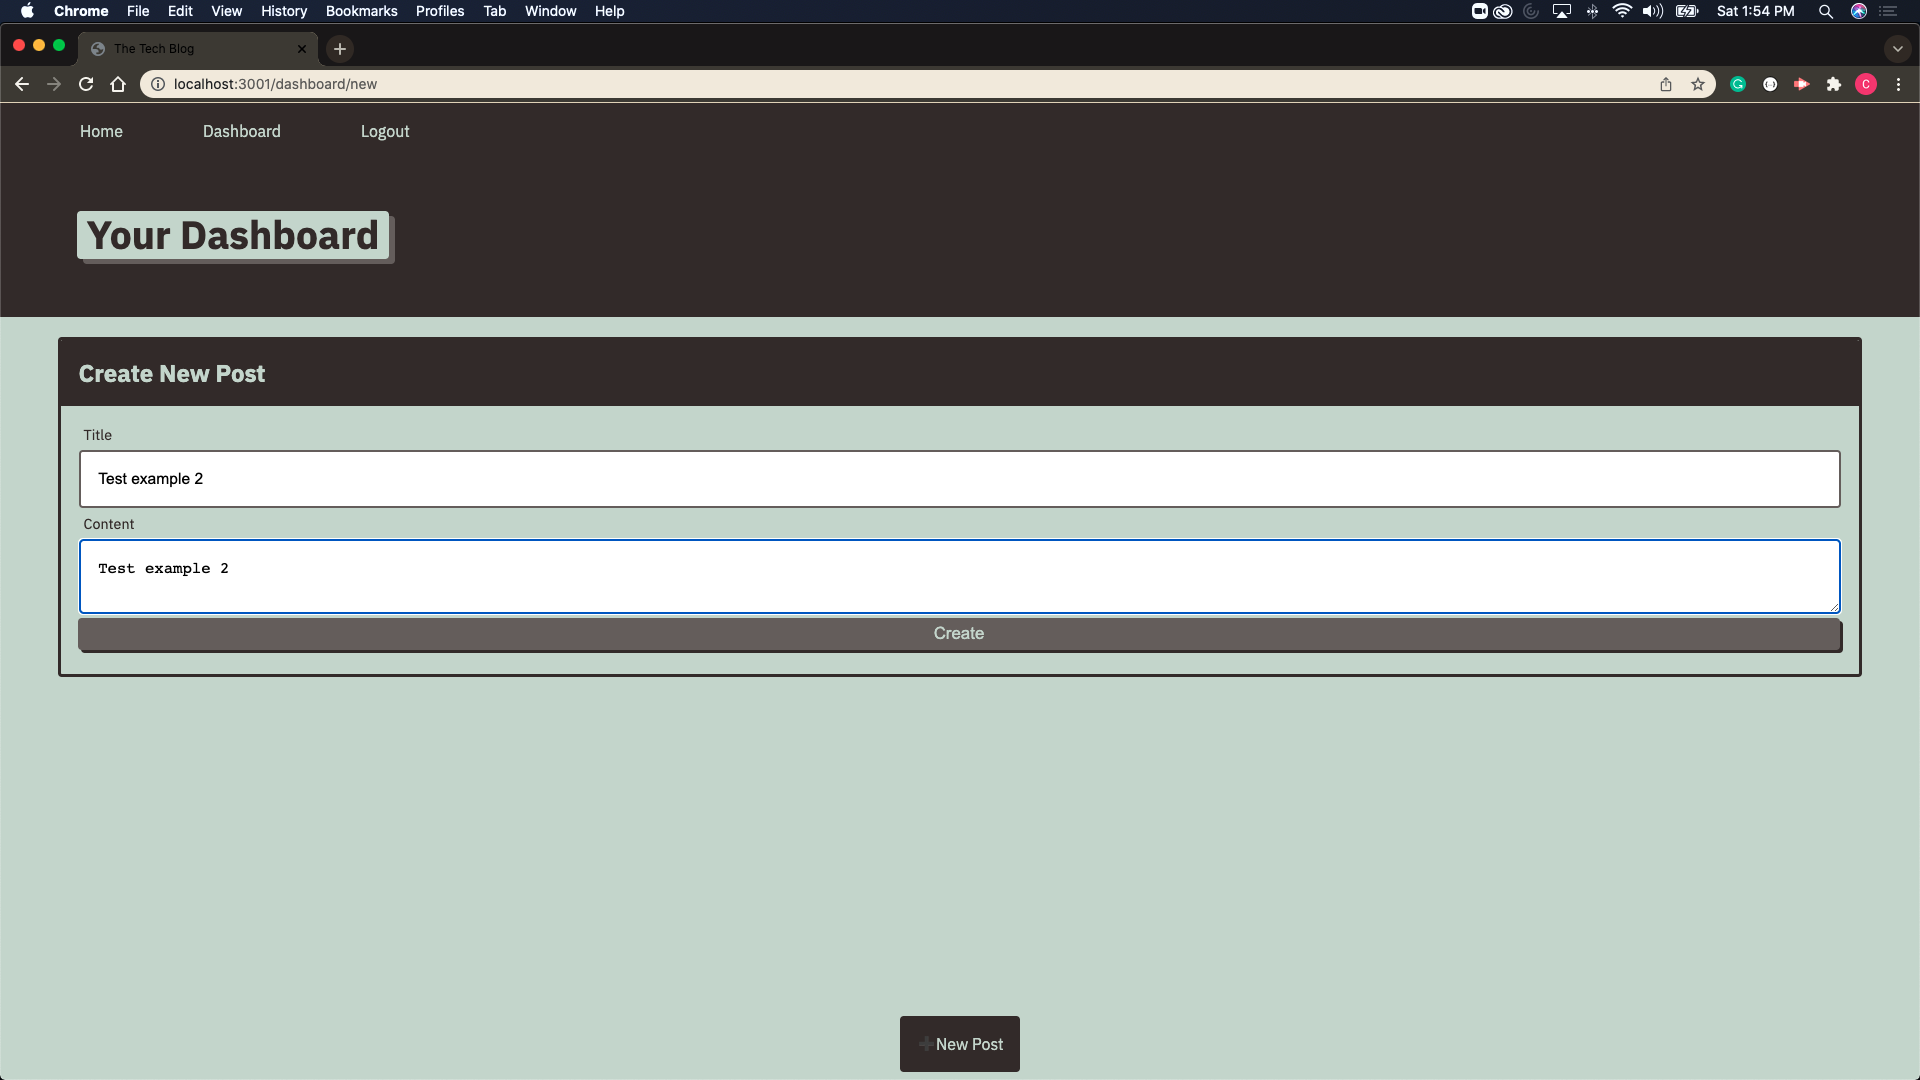 Chrome File Edit View History Bookmarks Profiles Tab Window Help Sat 1:54 PM
The Tech Blog
localhost:3001/dashboard/new
C
Home Dashboard Logout
Your Dashboard
Create New Post
Title
Test example 2
Content
Test example 2
Create
➕New Post